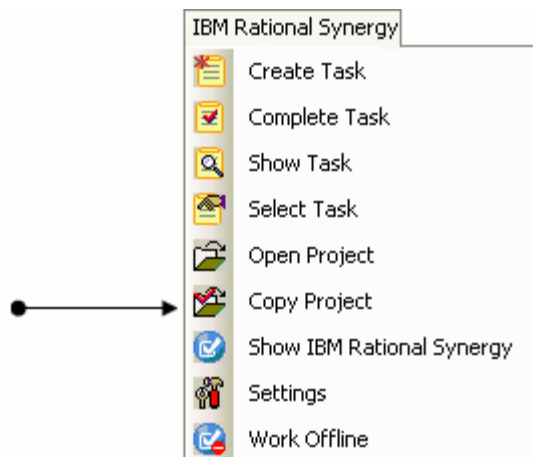 IBM Rational Synergy
Create Task
Complete Task
Show Task
Select Task
Open Project
Copy Project
Show IBM Rational Synergy
Settings
Work Offline